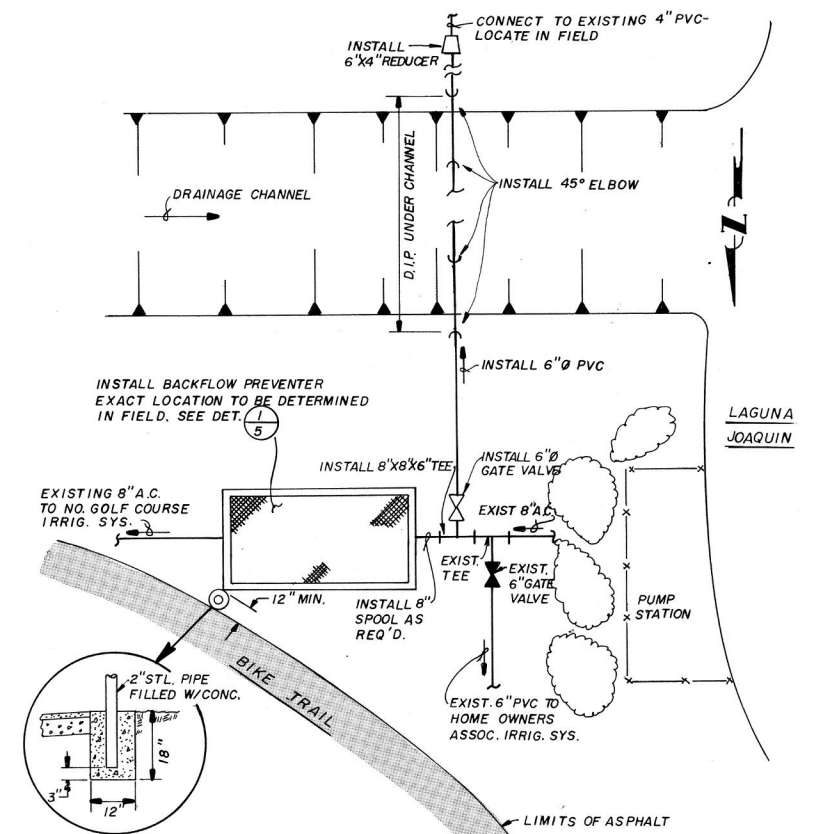 CONNECT TO EXISTING 4" PVC-
LOCATE IN FIELD
INSTALL
6"X4" REDUCER
DRAINAGE CHANNEL
D.I.P. UNDER CHANNEL
INSTALL 45° ELBOW
Z
INSTALL 6"Ø PVC
INSTALL BACKFLOW PREVENTER
EXACT LOCATION TO BE DETERMINED
IN FIELD. SEE DET. 1
5
LAGUNA
JOAQUIN
INSTALL 8"X8"X6" TEE
INSTALL 6"Ø
GATE VALVE
EXISTING 8" A.C.
TO NO. GOLF COURSE
IRRIG. SYS.
EXIST 8" A.C.
EXIST.
TEE
EXIST.
6" GATE
VALVE
12" MIN.
INSTALL 8"
SPOOL AS
REQ'D.
PUMP
STATION
BIKE TRAIL
2" STL. PIPE
FILLED W/CONC.
18"
3"
12"
EXIST. 6" PVC TO
HOME OWNERS
ASSOC. IRRIG. SYS.
LIMITS OF ASPHALT